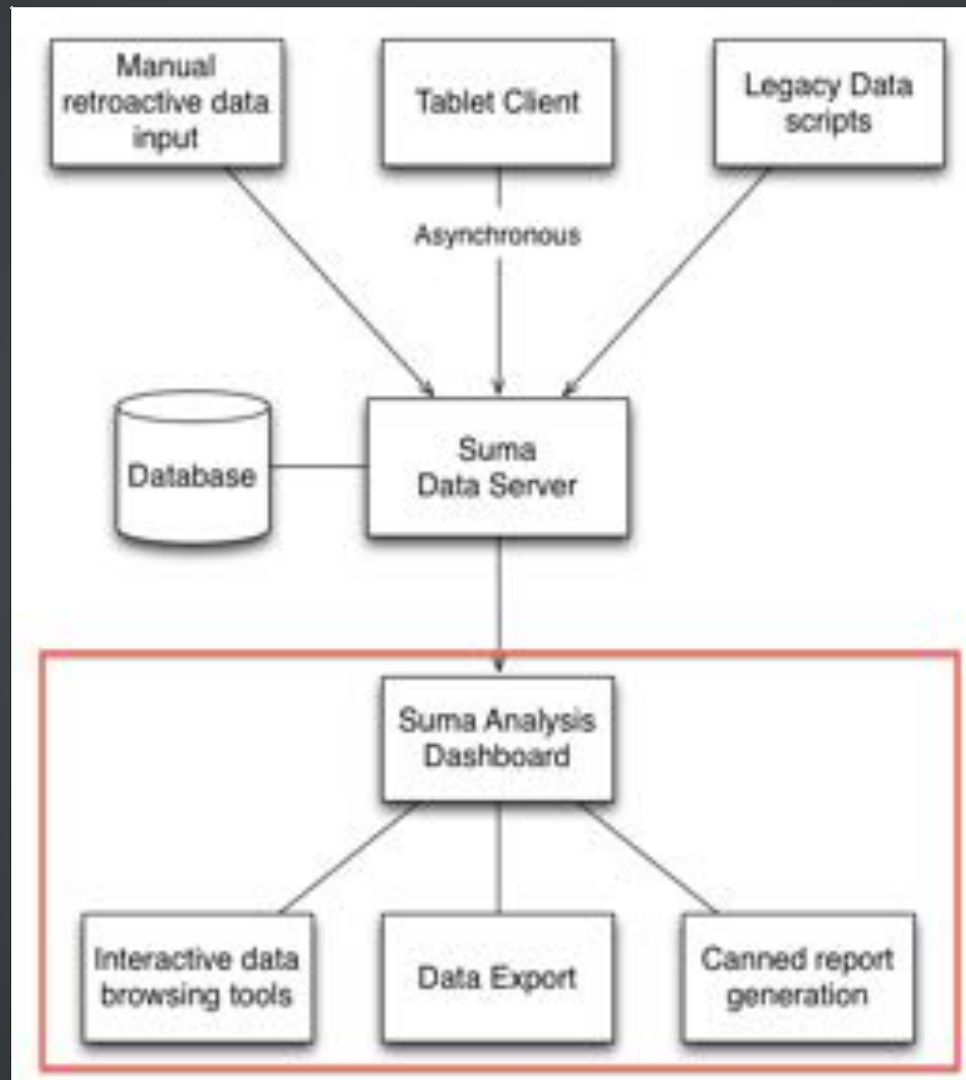 Manual
retroactive data
input
Tablet Client
Legacy Data
scripts
Asynchronous
Database
Suma
Data Server
Suma Analysis
Dashboard
Interactive data
browsing tools
Data Export
Canned report
generation